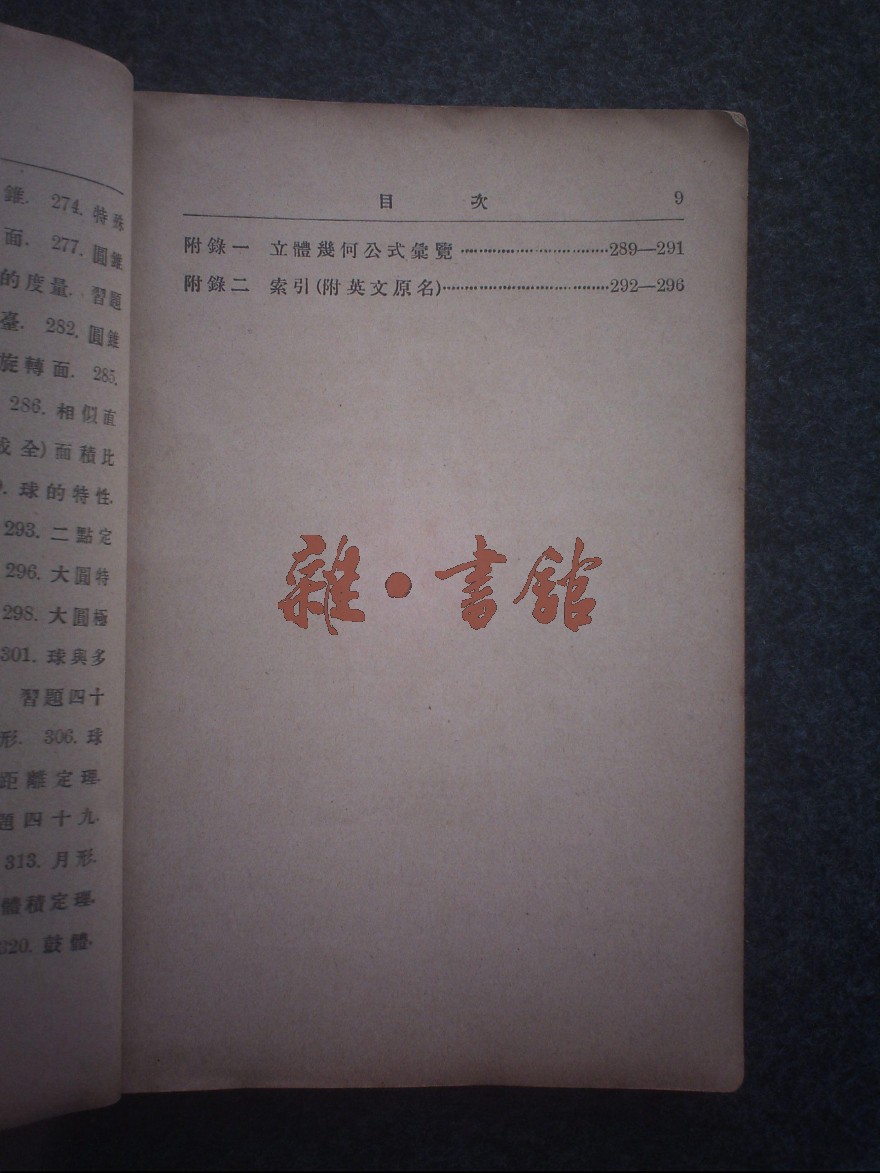 錐. 274. 特殊
面. 277. 圓錐
的度量. 習題
臺. 282. 圓錐
旋轉面. 285.
286. 相似直
全)面積比
球的特性.
293. 二點定
296. 大圓特
298. 大圓極
301. 球與多
習題四十
形. 306. 球
距離定理.
題四十九.
313. 月形.
體積定理.
320. 鼓體.
目 次 9
附錄一 立體幾何公式彙覽 289—291
附錄二 索引(附英文原名) 292—296
雜·書館